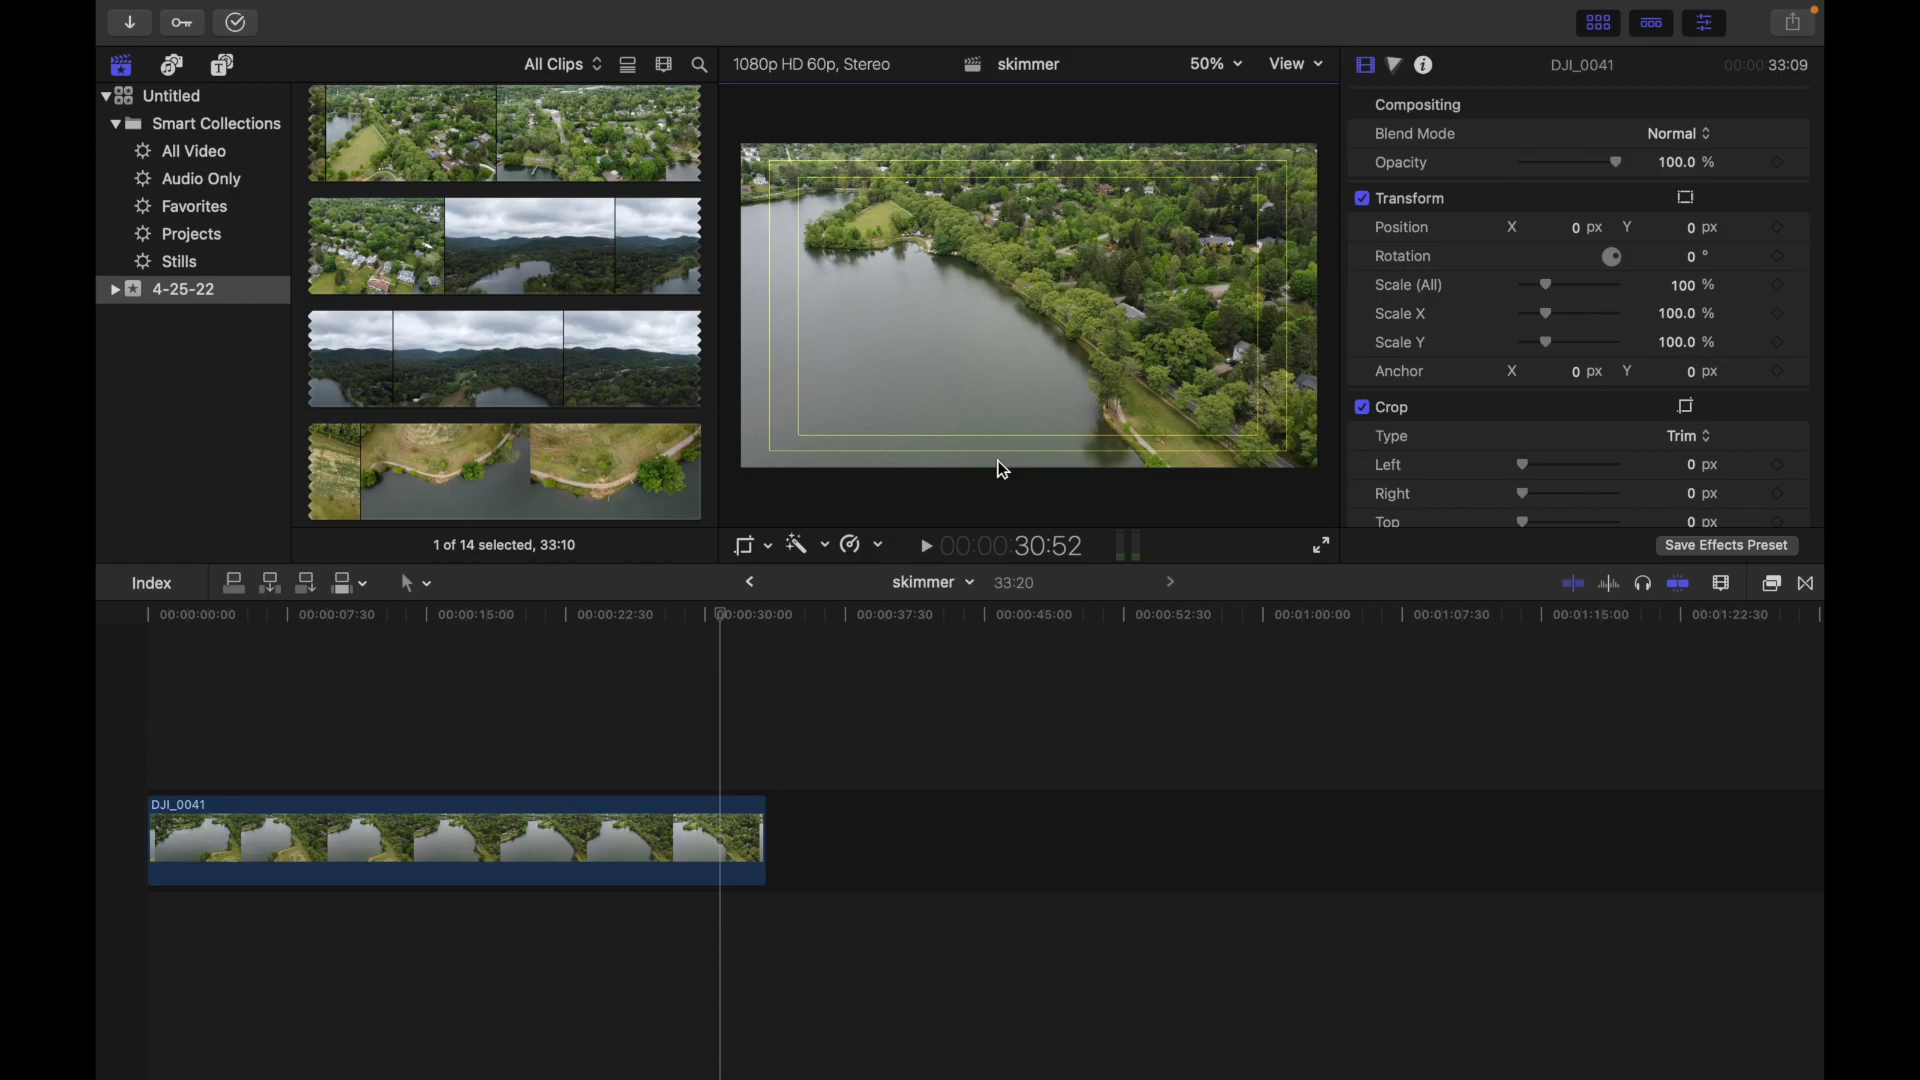 All Clips
1080p HD 60p, Stereo
skimmer
50%
View
DJI_0041
00:00:33:09
Untitled
Smart Collections
All Video
Audio Only
Favorites
Projects
Stills
4-25-22
1 of 14 selected, 33:10
00:00:00:30:52
Compositing
Blend Mode Normal
Opacity 100.0 %
Transform
Position X 0 px Y 0 px
Rotation 0 °
Scale (All) 100 %
Scale X 100.0 %
Scale Y 100.0 %
Anchor X 0 px Y 0 px
Crop
Type Trim
Left 0 px
Right 0 px
Top 0 px
Save Effects Preset
Index
skimmer
33:20
00:00:00:00 00:00:07:30 00:00:15:00 00:00:22:30 00:00:30:00 00:00:37:30 00:00:45:00 00:00:52:30 00:01:00:00 00:01:07:30 00:01:15:00 00:01:22:30
DJI_0041